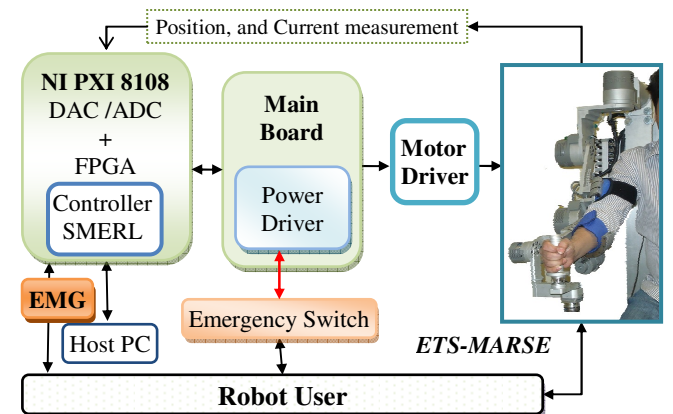 Position, and Current measurement
NI PXI 8108
DAC /ADC
+
FPGA
Controller
SMERL
Main
Board
Power
Driver
Motor
Driver
EMG
Host PC
Emergency Switch
ETS-MARSE
Robot User